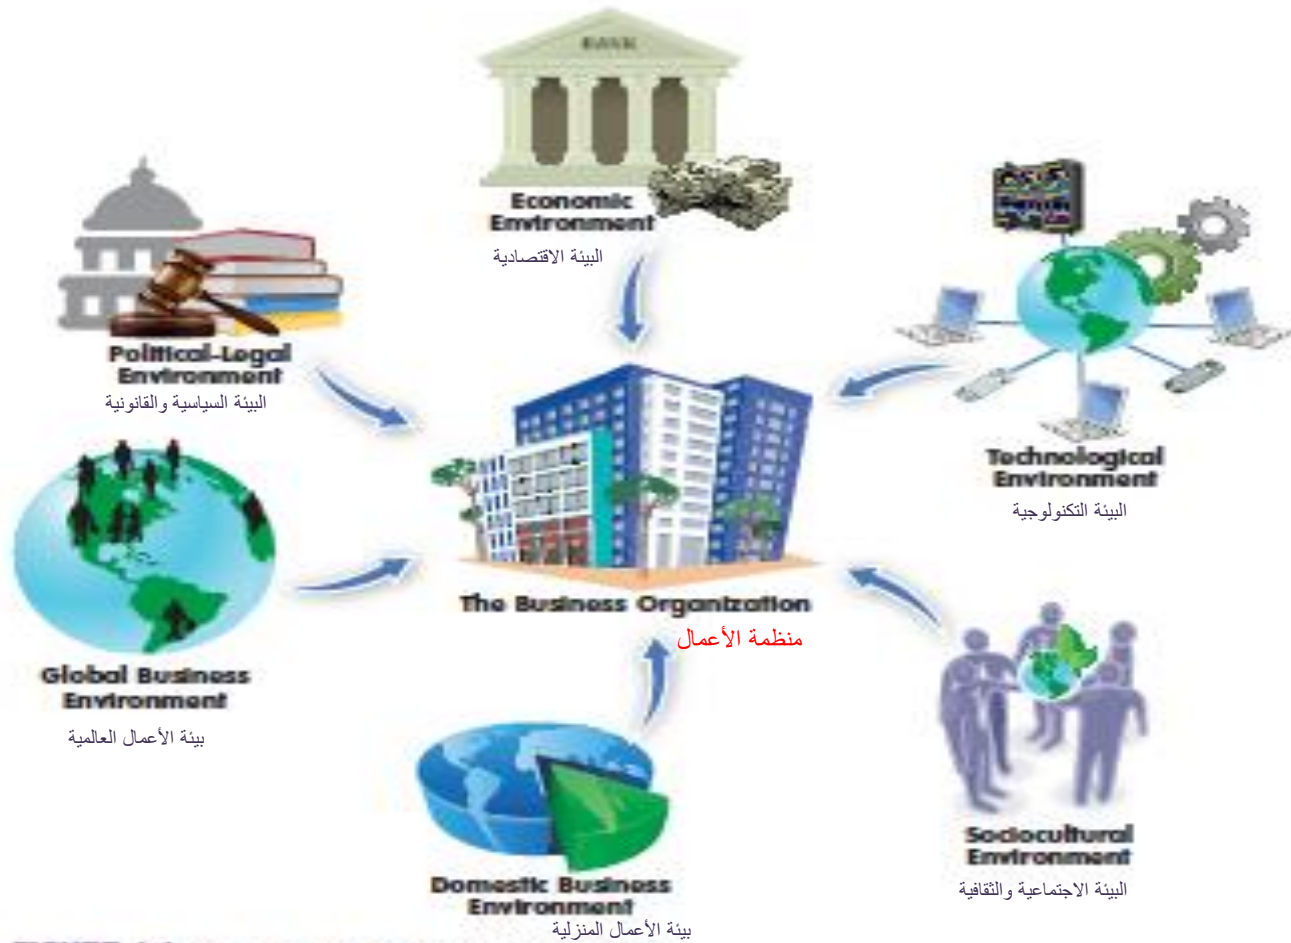 BANK
Economic
Environment
البيئة الاقتصادية
Political-Legal
Environment
البيئة السياسية والقانونية
Technological
Environment
البيئة التكنولوجية
The Business Organization
منظمة الأعمال
Global Business
Environment
بيئة الأعمال العالمية
Sociocultural
Environment
البيئة الاجتماعية والثقافية
Domestic Business
Environment
بيئة الأعمال المنزلية